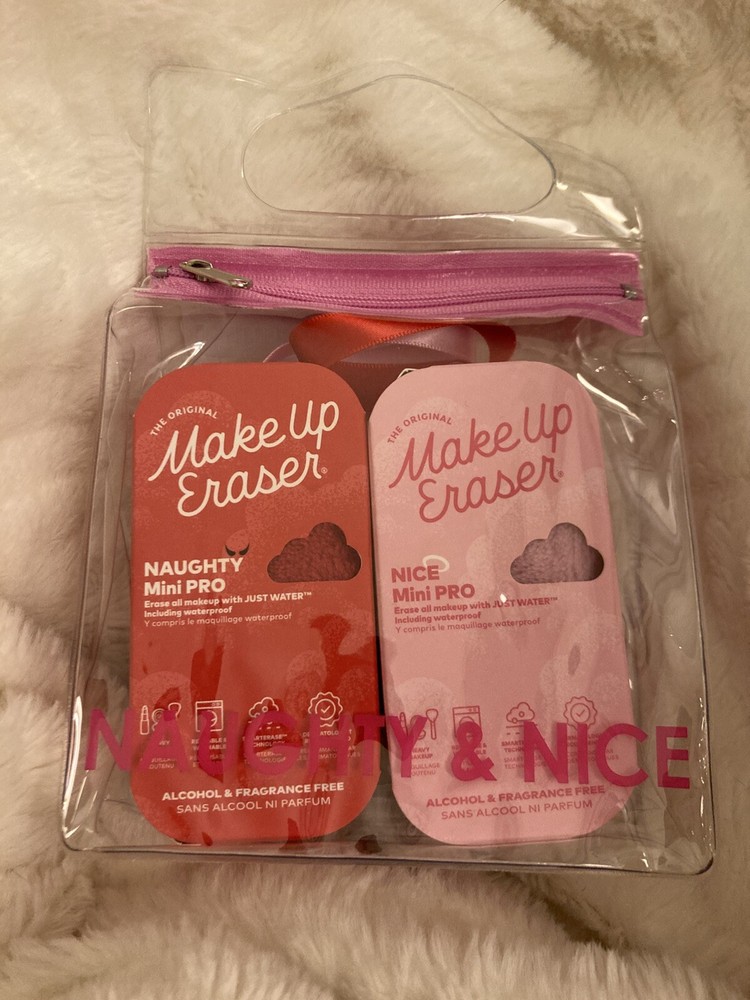 THE ORIGINAL
Make Up
Eraser®
NAUGHTY
Mini PRO
Erase all makeup with JUST WATER™
Including waterproof
Y compris le maquillage waterproof
ALCOHOL & FRAGRANCE FREE
SANS ALCOOL NI PARFUM
THE ORIGINAL
Make Up
Eraser®
NICE
Mini PRO
Erase all makeup with JUST WATER™
Including waterproof
Y compris le maquillage waterproof
ALCOHOL & FRAGRANCE FREE
SANS ALCOOL NI PARFUM
NAUGHTY & NICE